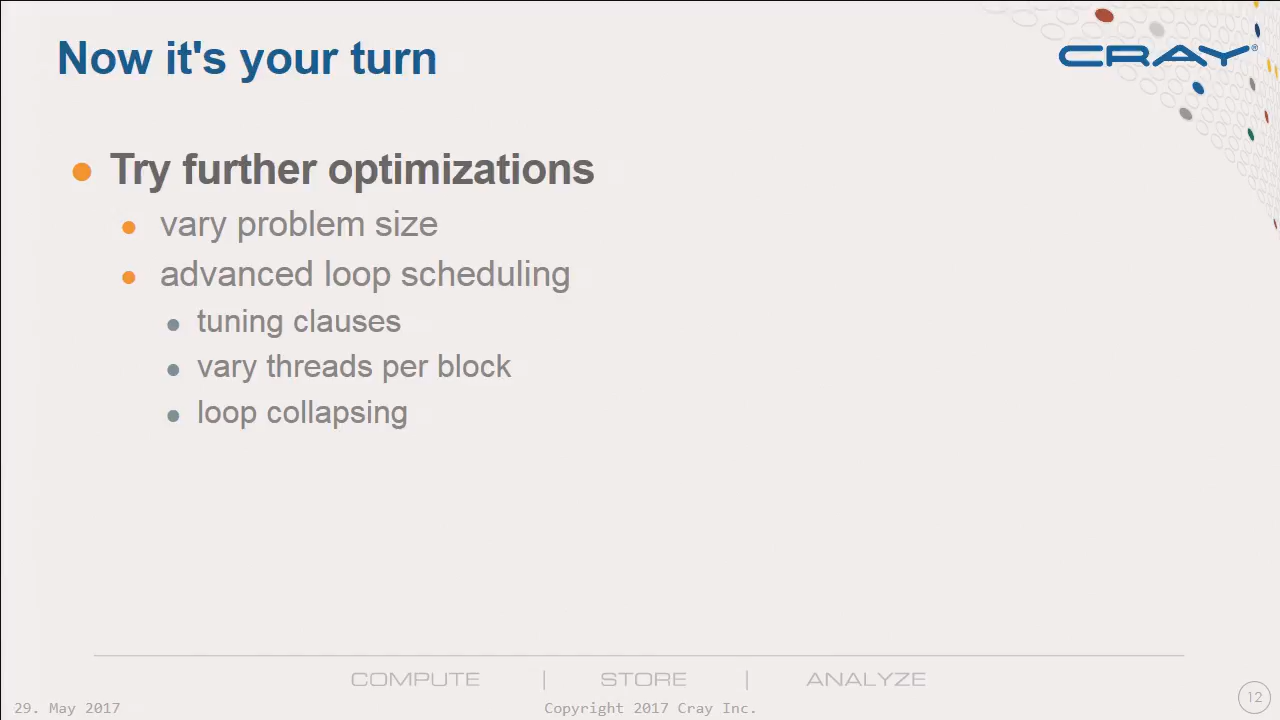 Now it's your turn
CRAY®
Try further optimizations
vary problem size
advanced loop scheduling
tuning clauses
vary threads per block
loop collapsing
COMPUTE | STORE | ANALYZE
29. May 2017 Copyright 2017 Cray Inc. 12